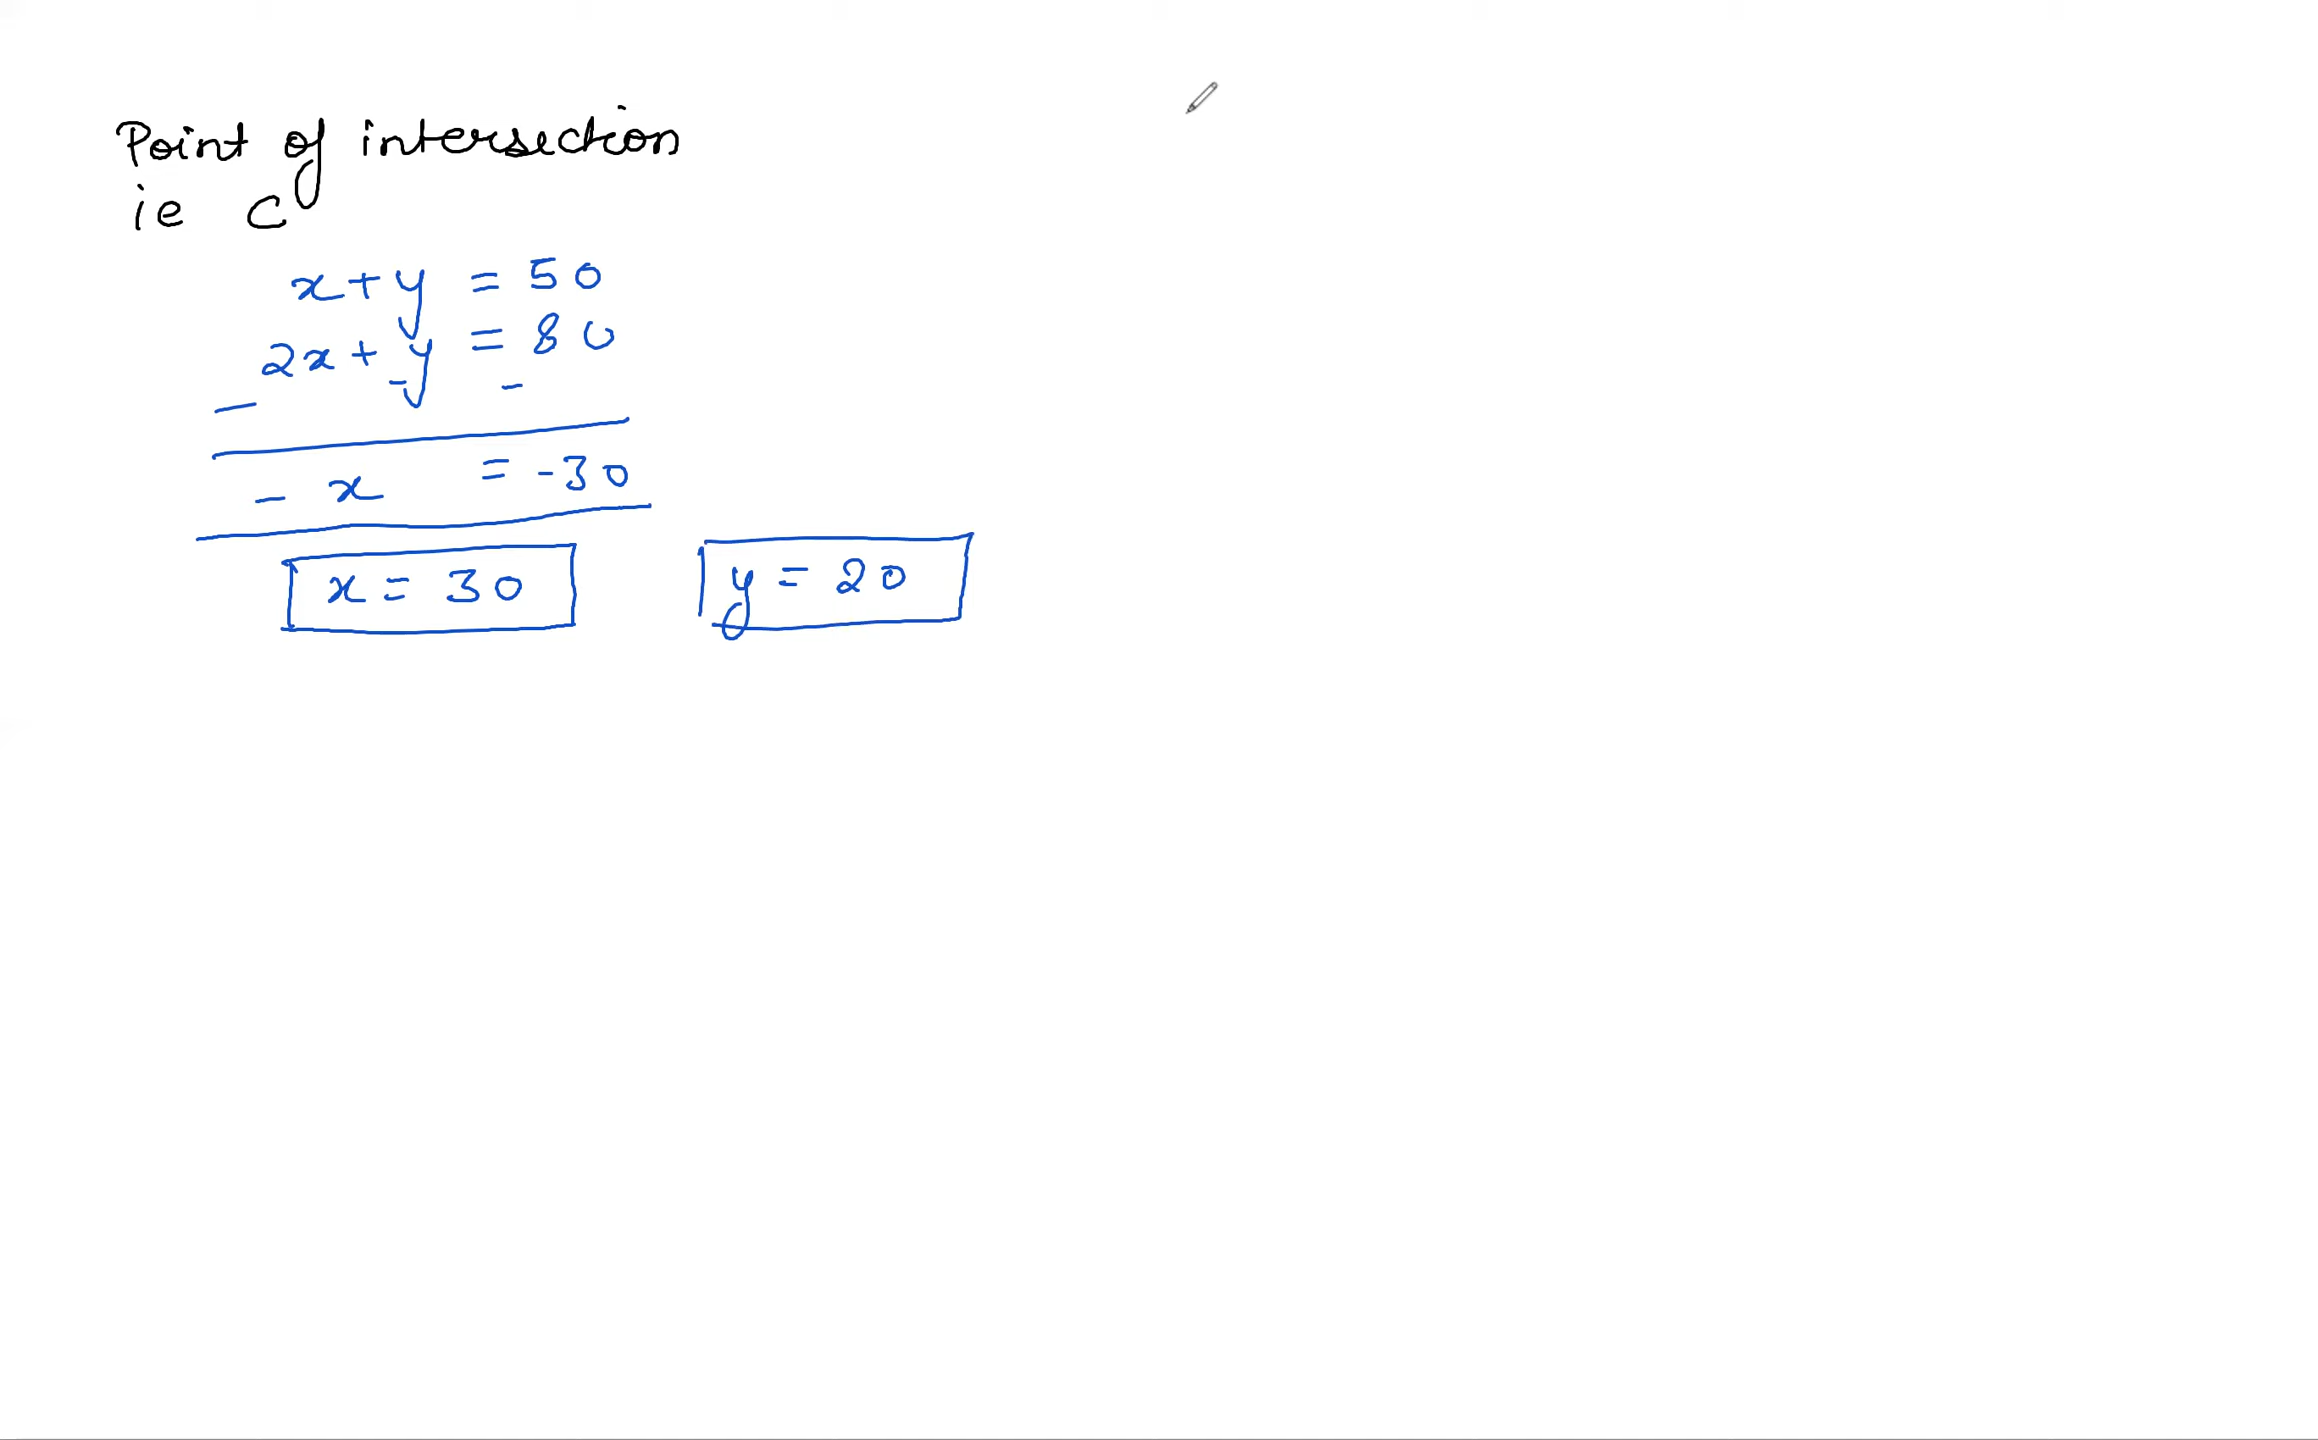 Point of intersection
ie C
x + y = 50
2x + y = 80
- - -
- x = -30
x = 30 y = 20